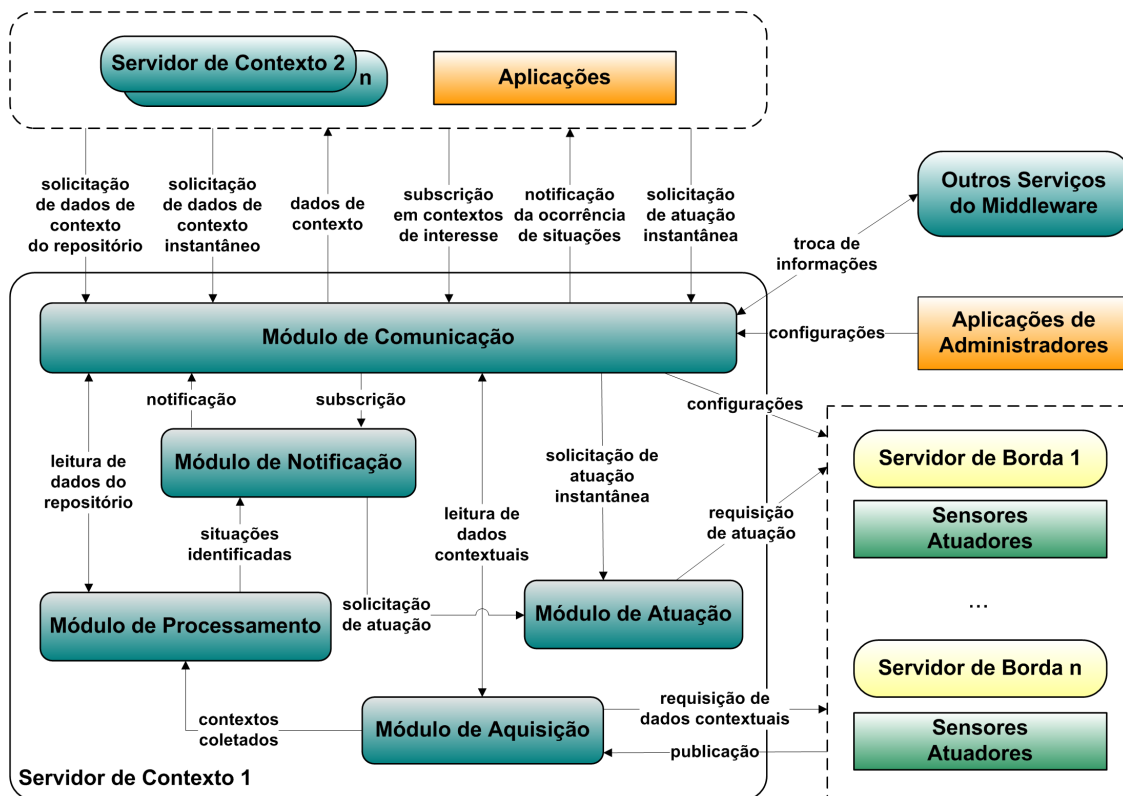 Servidor de Contexto 2
n
Aplicações
solicitação
de dados de
contexto
do repositório
solicitação
de dados de
contexto
instantâneo
dados de
contexto
subscrição
em contextos
de interesse
notificação
da ocorrência
de situações
solicitação
de atuação
instantânea
Outros Serviços
do Middleware
troca de
informações
Módulo de Comunicação
configurações
Aplicações de
Administradores
notificação
subscrição
configurações
Módulo de Notificação
leitura de
dados do
repositório
solicitação de
atuação
instantânea
Servidor de Borda 1
Sensores
Atuadores
situações
identificadas
leitura de
dados
contextuais
requisição
de atuação
...
Módulo de Processamento
solicitação
de atuação
Módulo de Atuação
Servidor de Borda n
Sensores
Atuadores
contextos
coletados
Módulo de Aquisição
requisição de
dados contextuais
publicação
Servidor de Contexto 1